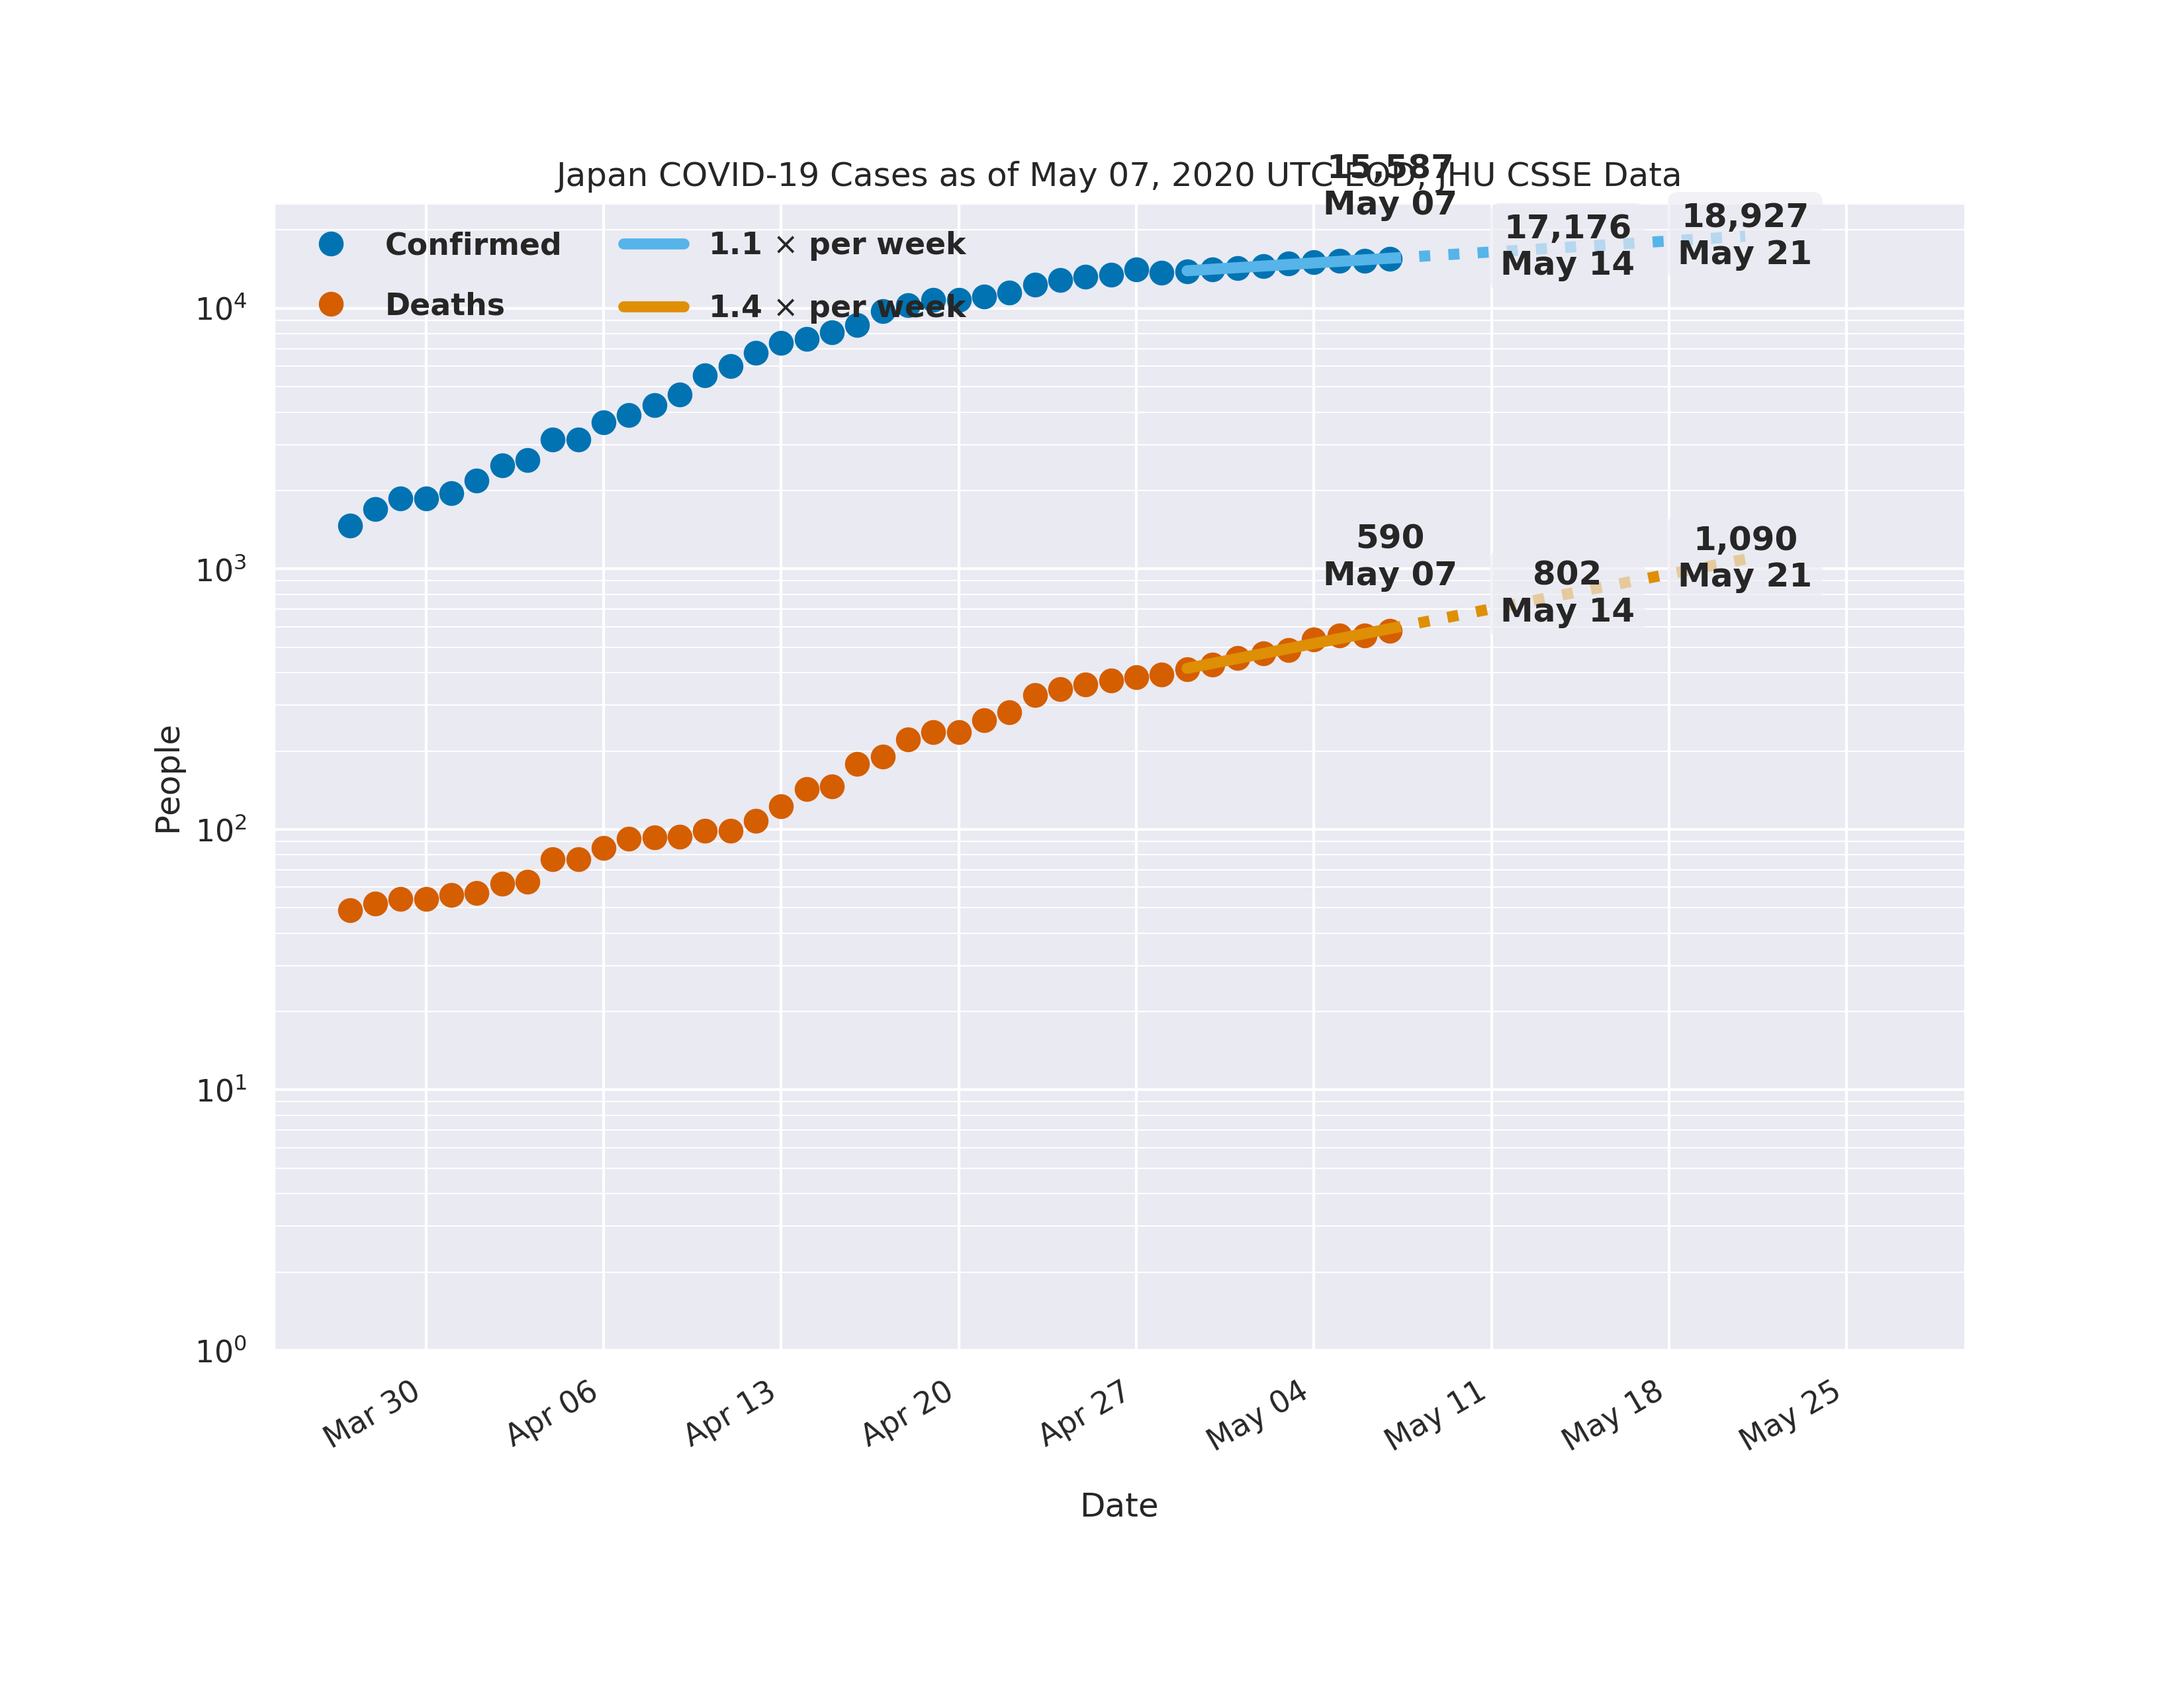 Japan COVID-19 Cases as of May 07, 2020 UTC EOD, JHU CSSE Data
15,587
May 07
17,176
May 14
18,927
May 21
Confirmed
Deaths
1.1 × per week
1.4 × per week
590
May 07
802
May 14
1,090
May 21
People
10⁴
10³
10²
10¹
10⁰
Mar 30
Apr 06
Apr 13
Apr 20
Apr 27
May 04
May 11
May 18
May 25
Date